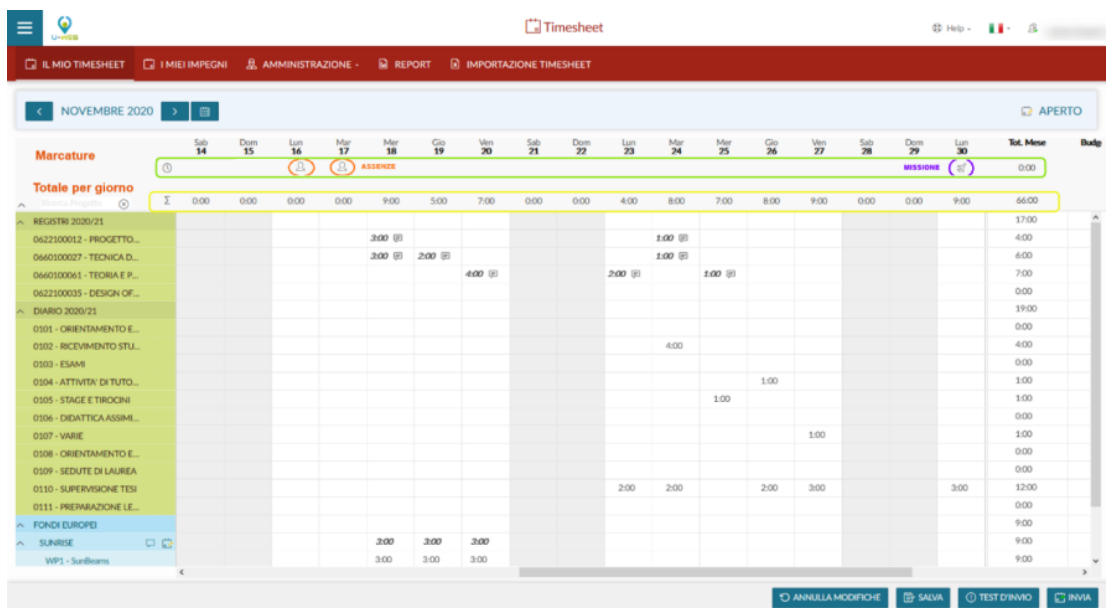 U-WEB
Timesheet
Help
IL MIO TIMESHEET I MIEI IMPEGNI AMMINISTRAZIONE REPORT IMPORTAZIONE TIMESHEET
NOVEMBRE 2020 APERTO
Sab Dom Lun Mar Mer Gio Ven Sab Dom Lun Mar Mer Gio Ven Sab Dom Lun Tot. Mese Budge
14 15 16 17 18 19 20 21 22 23 24 25 26 27 28 29 30
Marcature
ASSENZE MISSIONE 0:00
Totale per giorno
Ricerca Progetto Σ 0:00 0:00 0:00 0:00 9:00 5:00 7:00 0:00 0:00 4:00 8:00 7:00 8:00 9:00 0:00 0:00 9:00 66:00
REGISTRI 2020/21 17:00
0622100012 - PROGETTO... 3:00 1:00 4:00
0660100027 - TECNICA D... 3:00 2:00 1:00 6:00
0660100061 - TEORIA E P... 4:00 2:00 1:00 7:00
0622100035 - DESIGN OF... 0:00
DIARIO 2020/21 19:00
0101 - ORIENTAMENTO E... 0:00
0102 - RICEVIMENTO STU... 4:00 4:00
0103 - ESAMI 0:00
0104 - ATTIVITA' DI TUTO... 1:00 1:00
0105 - STAGE E TIROCINI 1:00 1:00
0106 - DIDATTICA ASSIMI... 0:00
0107 - VARIE 1:00 1:00
0108 - ORIENTAMENTO E... 0:00
0109 - SEDUTE DI LAUREA 0:00
0110 - SUPERVISIONE TESI 2:00 2:00 2:00 3:00 3:00 12:00
0111 - PREPARAZIONE LE... 0:00
FONDI EUROPEI 9:00
SUNRISE 3:00 3:00 3:00 9:00
WP1 - SunBeams 3:00 3:00 3:00 9:00
ANNULLA MODIFICHE SALVA TEST D'INVIO INVIA